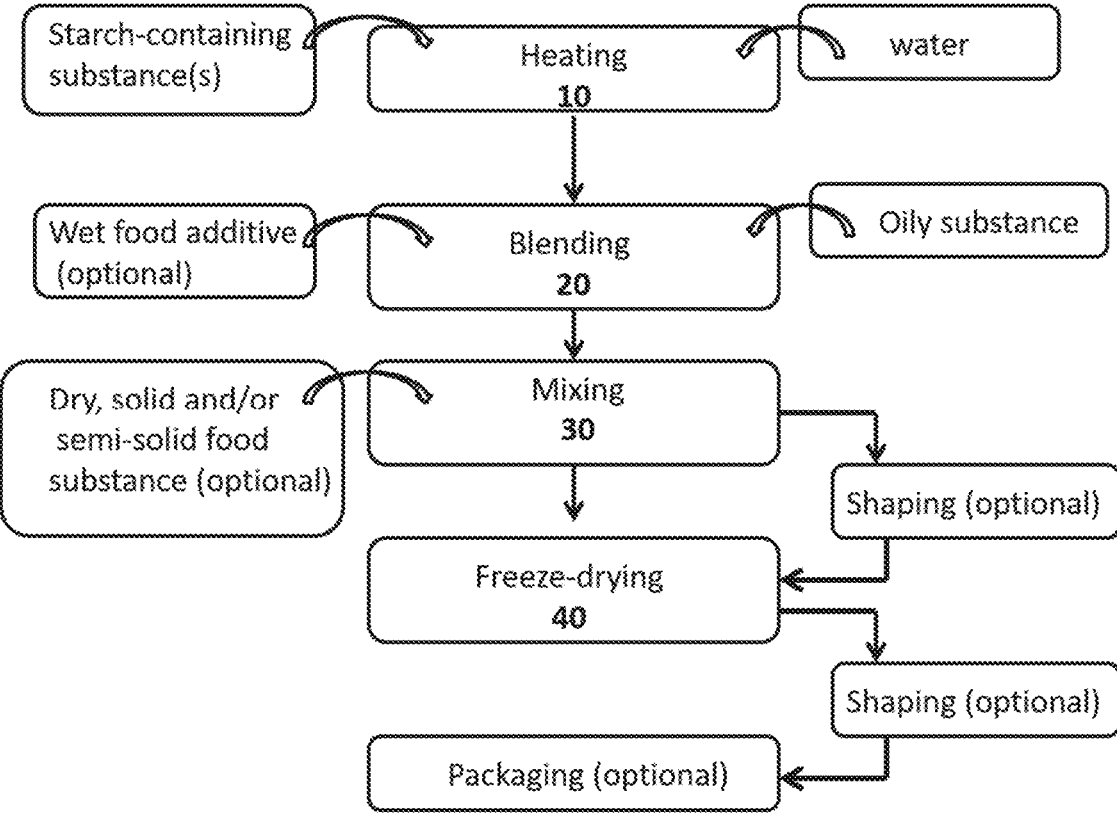 Starch-containing
substance(s)
Heating
10
water
Wet food additive
(optional)
Blending
20
Oily substance
Dry, solid and/or
semi-solid food
substance (optional)
Mixing
30
Shaping (optional)
Freeze-drying
40
Shaping (optional)
Packaging (optional)